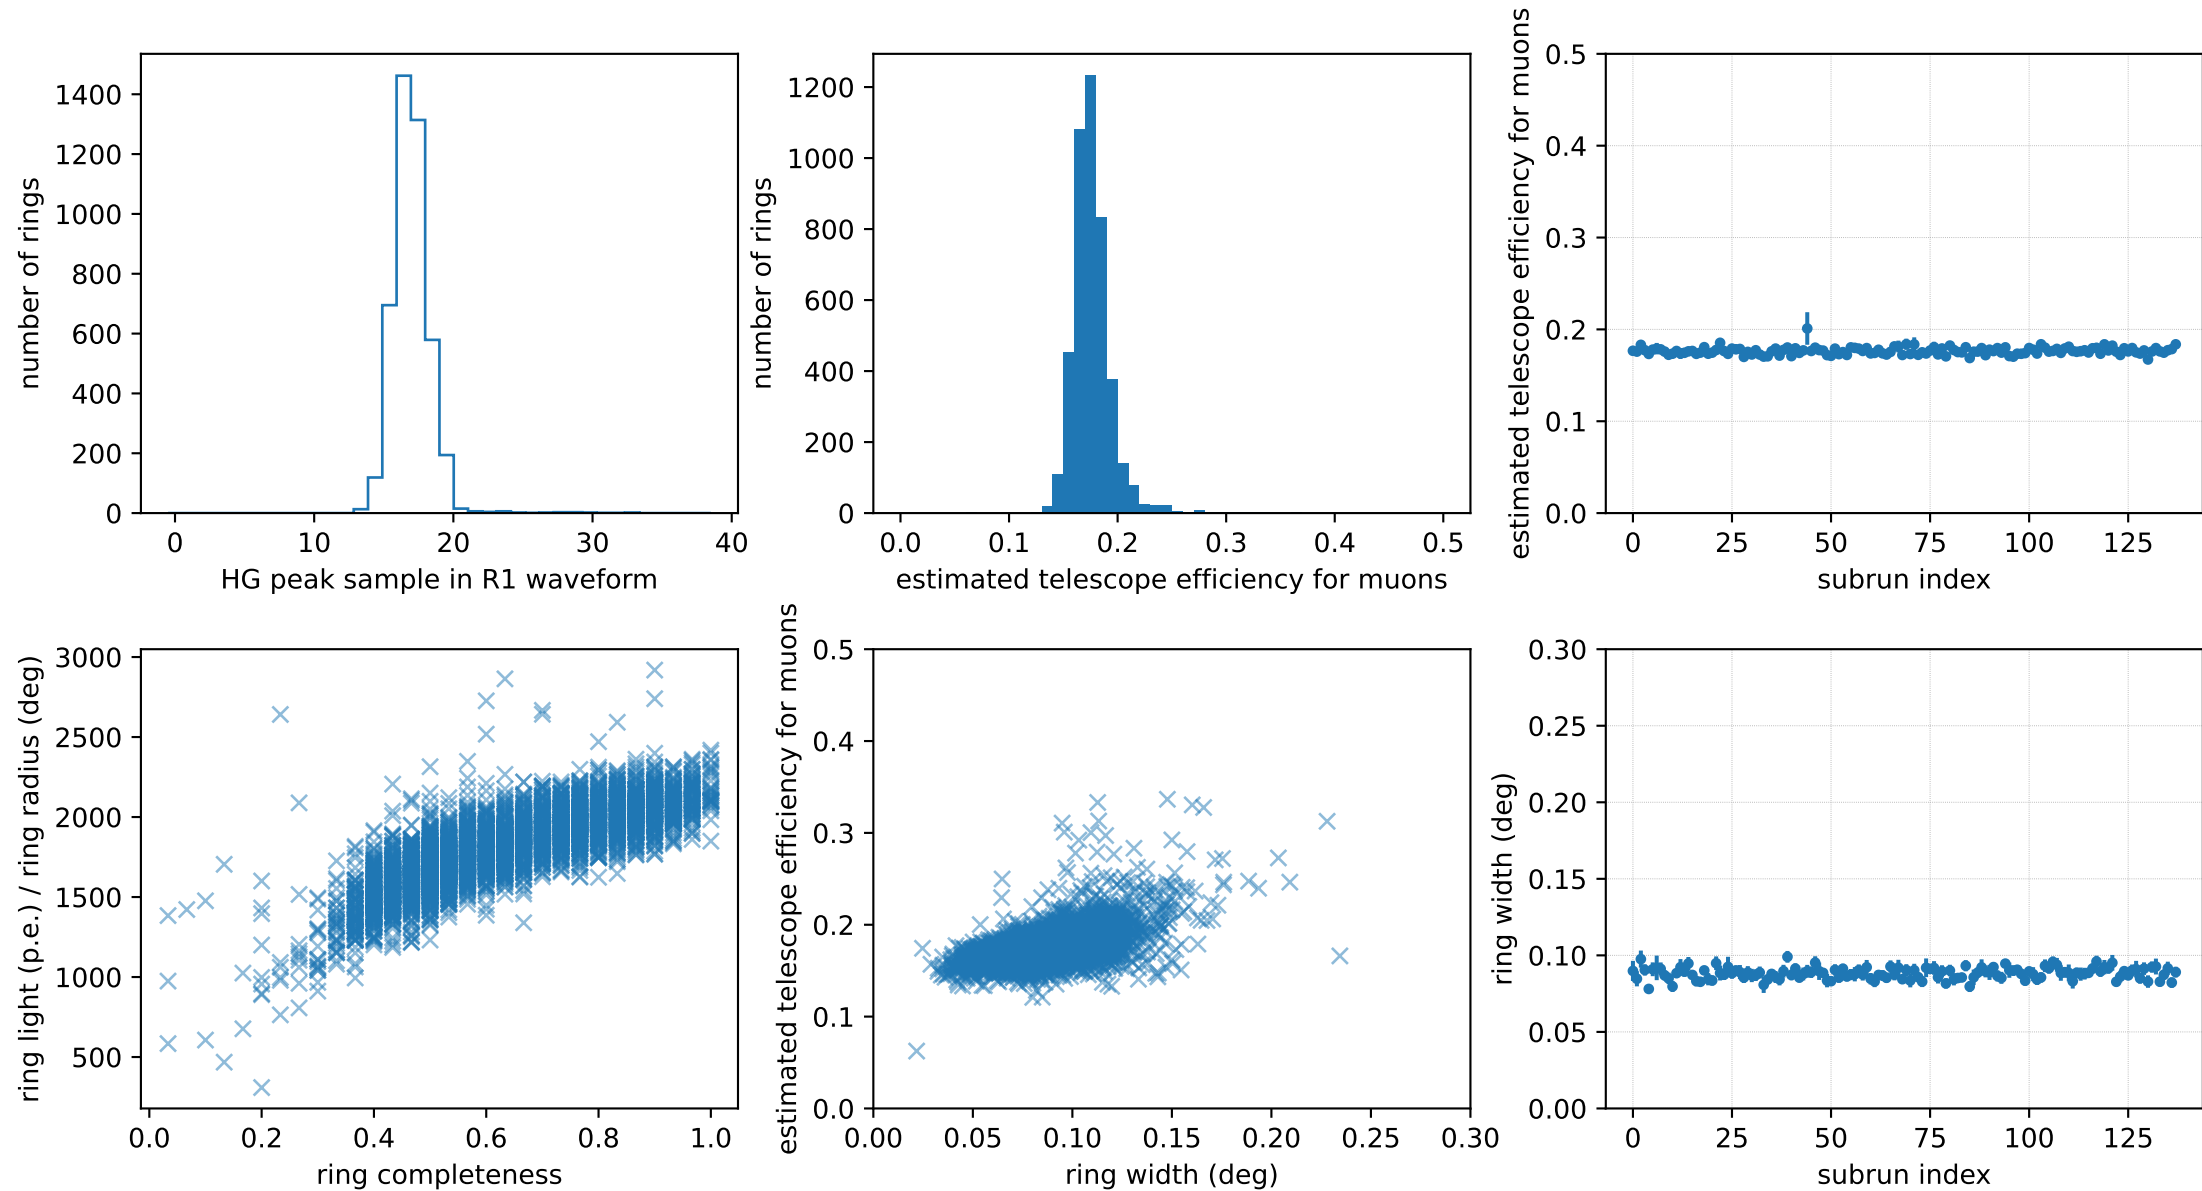 number of rings
1400
1200
1000
800
600
400
200
0
0 10 20 30 40
HG peak sample in R1 waveform
number of rings
1200
1000
800
600
400
200
0
0.0 0.1 0.2 0.3 0.4 0.5
estimated telescope efficiency for muons
estimated telescope efficiency for muons
0.5
0.4
0.3
0.2
0.1
0.0
0 25 50 75 100 125
subrun index
ring light (p.e.) / ring radius (deg)
3000
2500
2000
1500
1000
500
0.0 0.2 0.4 0.6 0.8 1.0
ring completeness
estimated telescope efficiency for muons
0.5
0.4
0.3
0.2
0.1
0.0
0.00 0.05 0.10 0.15 0.20 0.25 0.30
ring width (deg)
ring width (deg)
0.30
0.25
0.20
0.15
0.10
0.05
0.00
0 25 50 75 100 125
subrun index